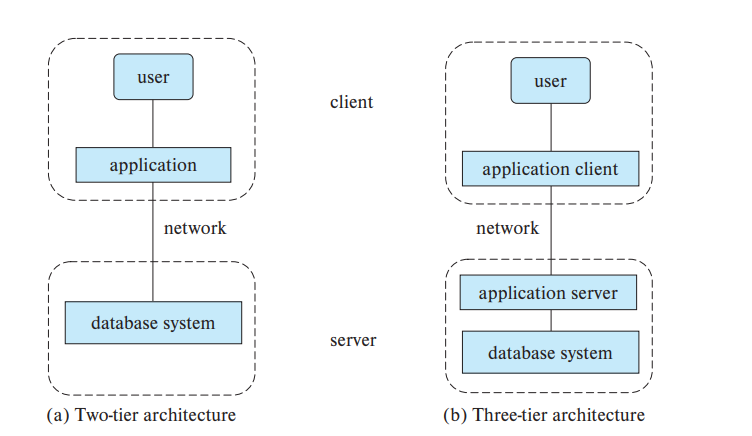 user
application
network
database system
(a) Two-tier architecture
client
server
user
application client
network
application server
database system
(b) Three-tier architecture